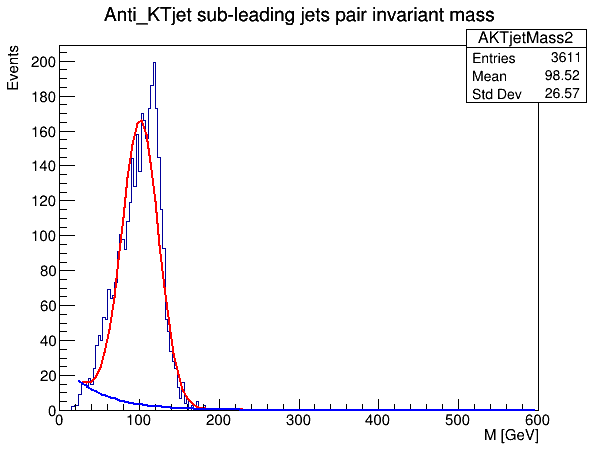 Anti_KTjet sub-leading jets pair invariant mass
AKTjetMass2
Entries 3611
Mean 98.52
Std Dev 26.57
Events
200
180
160
140
120
100
80
60
40
20
0
0 100 200 300 400 500 600
M [GeV]